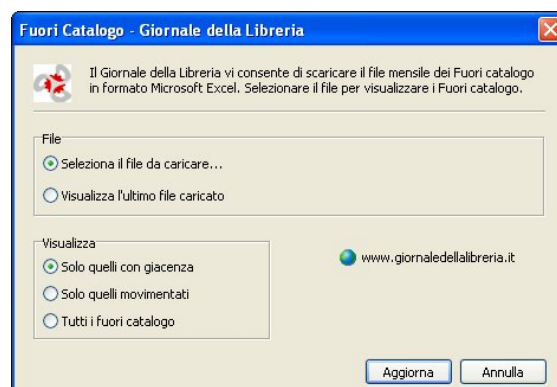 Fuori Catalogo - Giornale della Libreria
Il Giornale della Libreria vi consente di scaricare il file mensile dei Fuori catalogo
in formato Microsoft Excel. Selezionare il file per visualizzare i Fuori catalogo.
File
Seleziona il file da caricare...
Visualizza l'ultimo file caricato
Visualizza
Solo quelli con giacenza
www.giornaledellalibreria.it
Solo quelli movimentati
Tutti i fuori catalogo
Aggiorna
Annulla